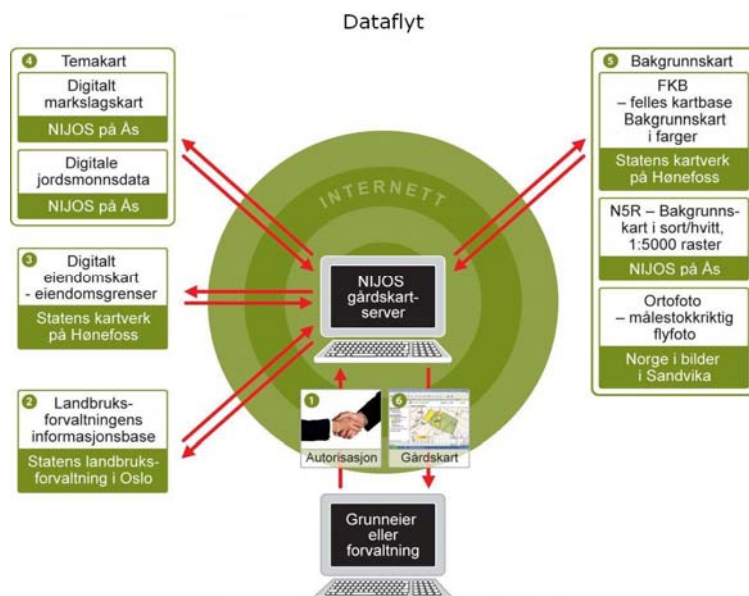 Dataflyt
4 Temakart
Digitalt
markslagskart
NIJOS på Ås
Digitale
jordsmonnsdata
NIJOS på Ås
3 Digitalt
eiendomskart
- eiendomsgrenser
Statens kartverk
på Hønefoss
2 Landbruks-
forvaltningens
informasjonsbase
Statens landbruks-
forvaltning i Oslo
INTERNETT
NIJOS
gårdskart-
server
1
Autorisasjon
6
Gårdskart
Grunneier
eller
forvaltning
5 Bakgrunnskart
FKB
– felles kartbase
Bakgrunnskart
i farger
Statens kartverk
på Hønefoss
N5R – Bakgrunns-
kart i sort/hvitt,
1:5000 raster
NIJOS på Ås
Ortofoto
– målestokkriktig
flyfoto
Norge i bilder
i Sandvika